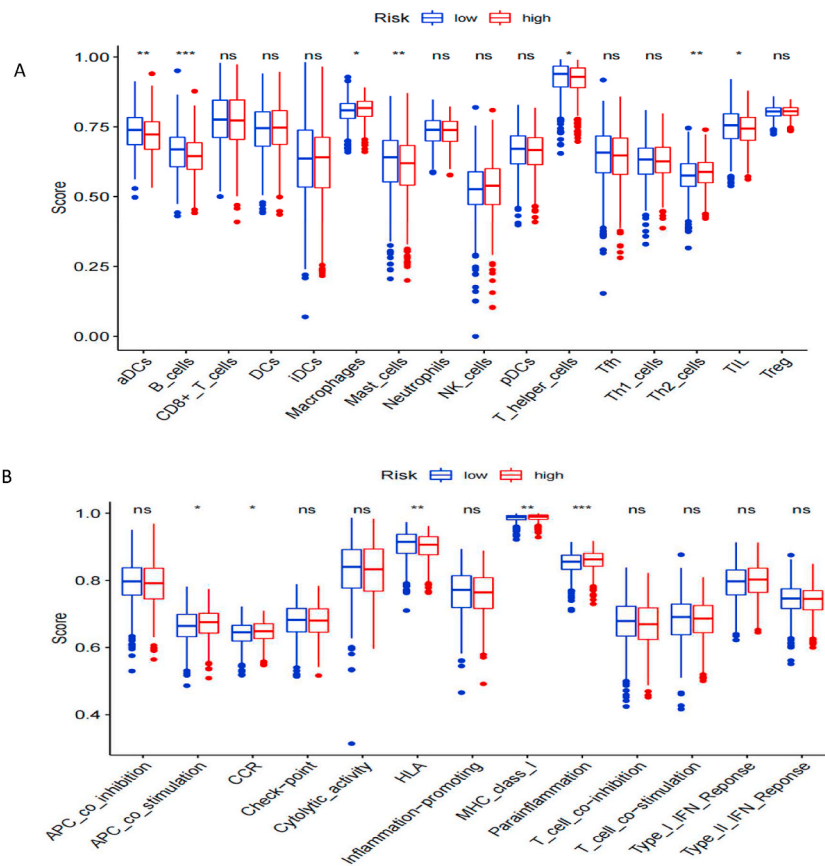 Risk low high
A
** *** ns ns ns * ** ns ns ns * ns ns ** * ns
1.00
0.75
0.50
0.25
0.00
Score
aDCs
B_cells
CD8+_T_cells
DCs
iDCs
Macrophages
Mast_cells
Neutrophils
NK_cells
pDCs
T_helper_cells
Tfh
Th1_cells
Th2_cells
TIL
Treg
B
Risk low high
ns * * ns ns ** ns ** *** ns ns ns ns
1.0
0.8
0.6
0.4
Score
APC_co_inhibition
APC_co_stimulation
CCR
Check-point
Cytolytic_activity
HLA
Inflammation-promoting
MHC_class_I
Parainflammation
T_cell_co-inhibition
T_cell_co-stimulation
Type_I_IFN_Reponse
Type_II_IFN_Reponse